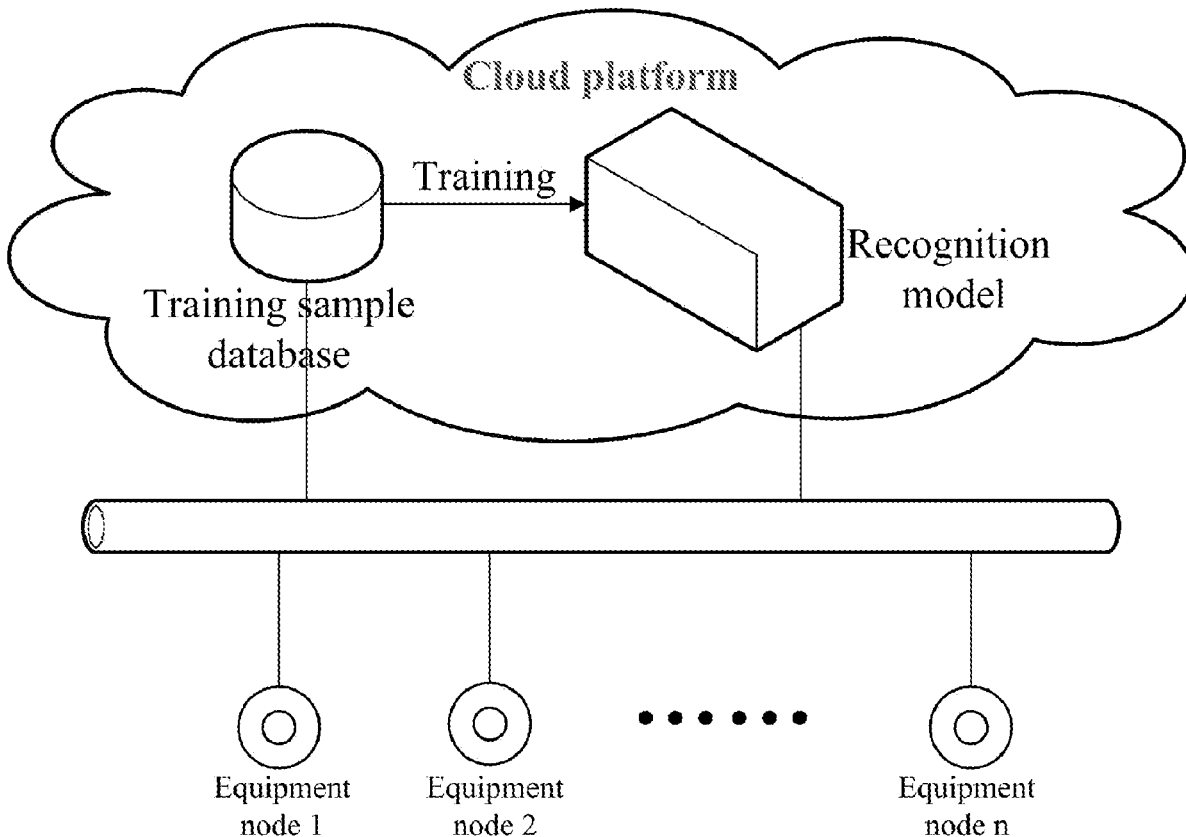 Cloud platform
Training
Recognition
model
Training sample
database
Equipment
node 1
Equipment
node 2
Equipment
node n